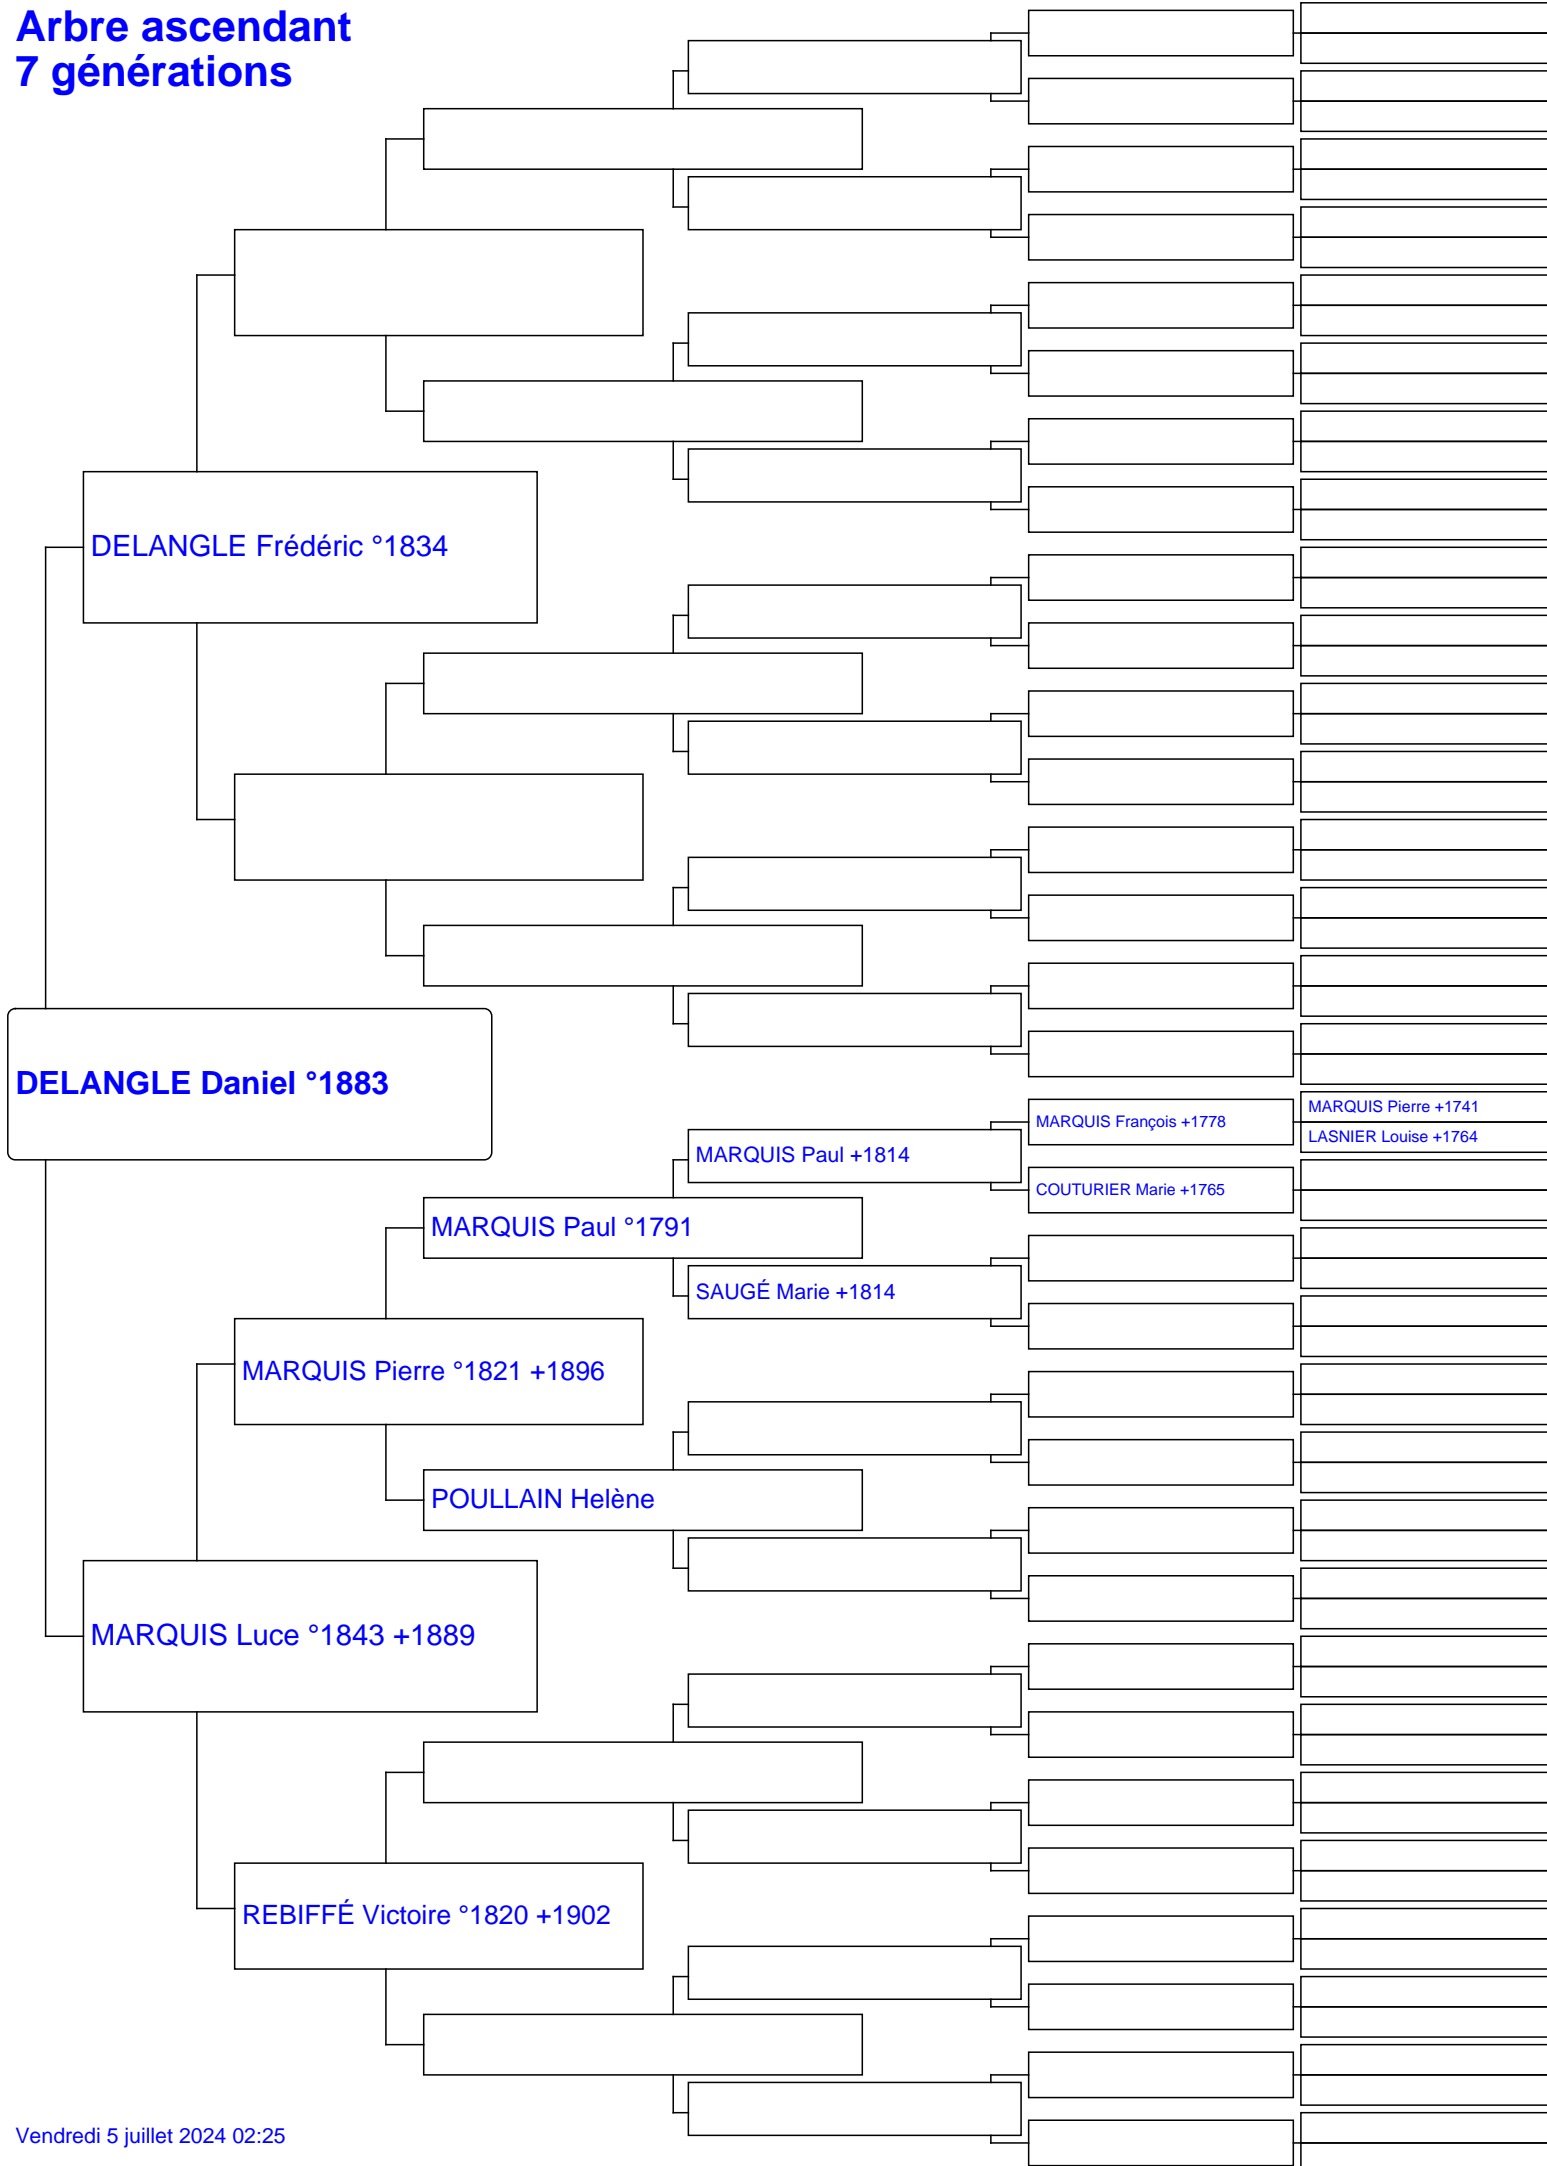 Arbre ascendant
7 générations
DELANGLE Frédéric °1834
DELANGLE Daniel °1883
MARQUIS Pierre +1741
MARQUIS François +1778
LASNIER Louise +1764
MARQUIS Paul +1814
COUTURIER Marie +1765
MARQUIS Paul °1791
SAUGÉ Marie +1814
MARQUIS Pierre °1821 +1896
POULLAIN Helène
MARQUIS Luce °1843 +1889
REBIFFÉ Victoire °1820 +1902
Vendredi 5 juillet 2024 02:25